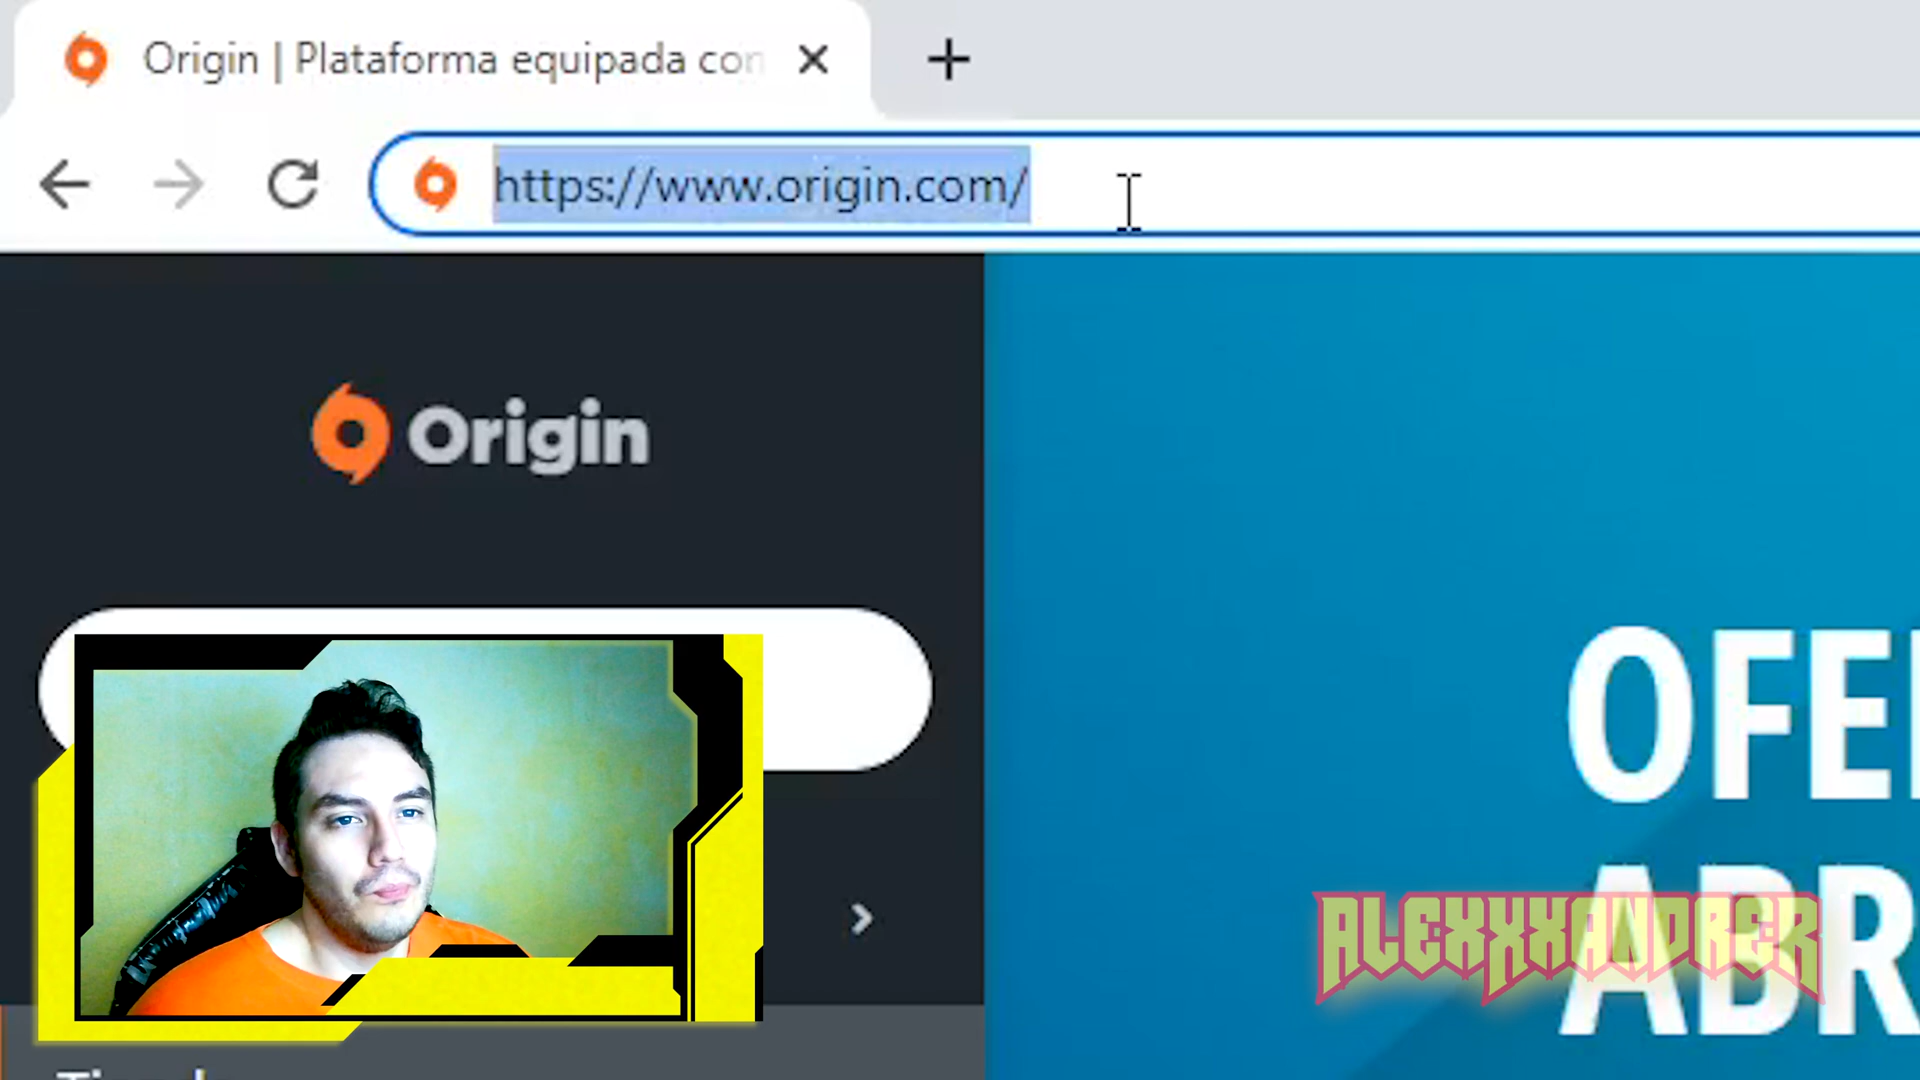 Origin | Plataforma equipada con
https://www.origin.com/
Origin
OFE
ABR
ALEXXXANDRER